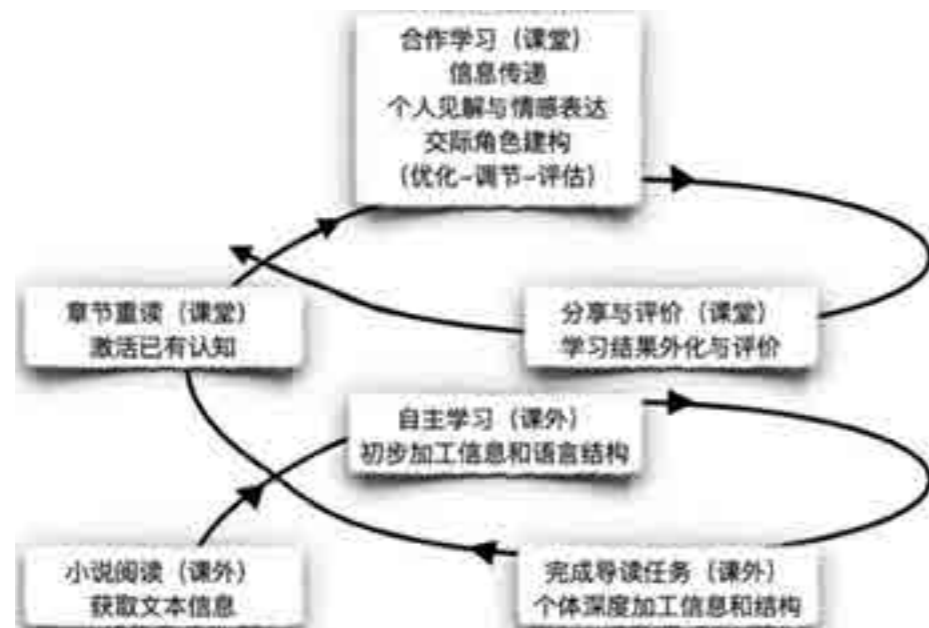 合作学习（课堂）
信息传递
个人见解与情感表达
交际角色建构
（优化-调节-评估）
章节重读（课堂）
激活已有认知
分享与评价（课堂）
学习结果外化与评价
自主学习（课外）
初步加工信息和语言结构
小说阅读（课外）
获取文本信息
完成导读任务（课外）
个体深度加工信息和结构